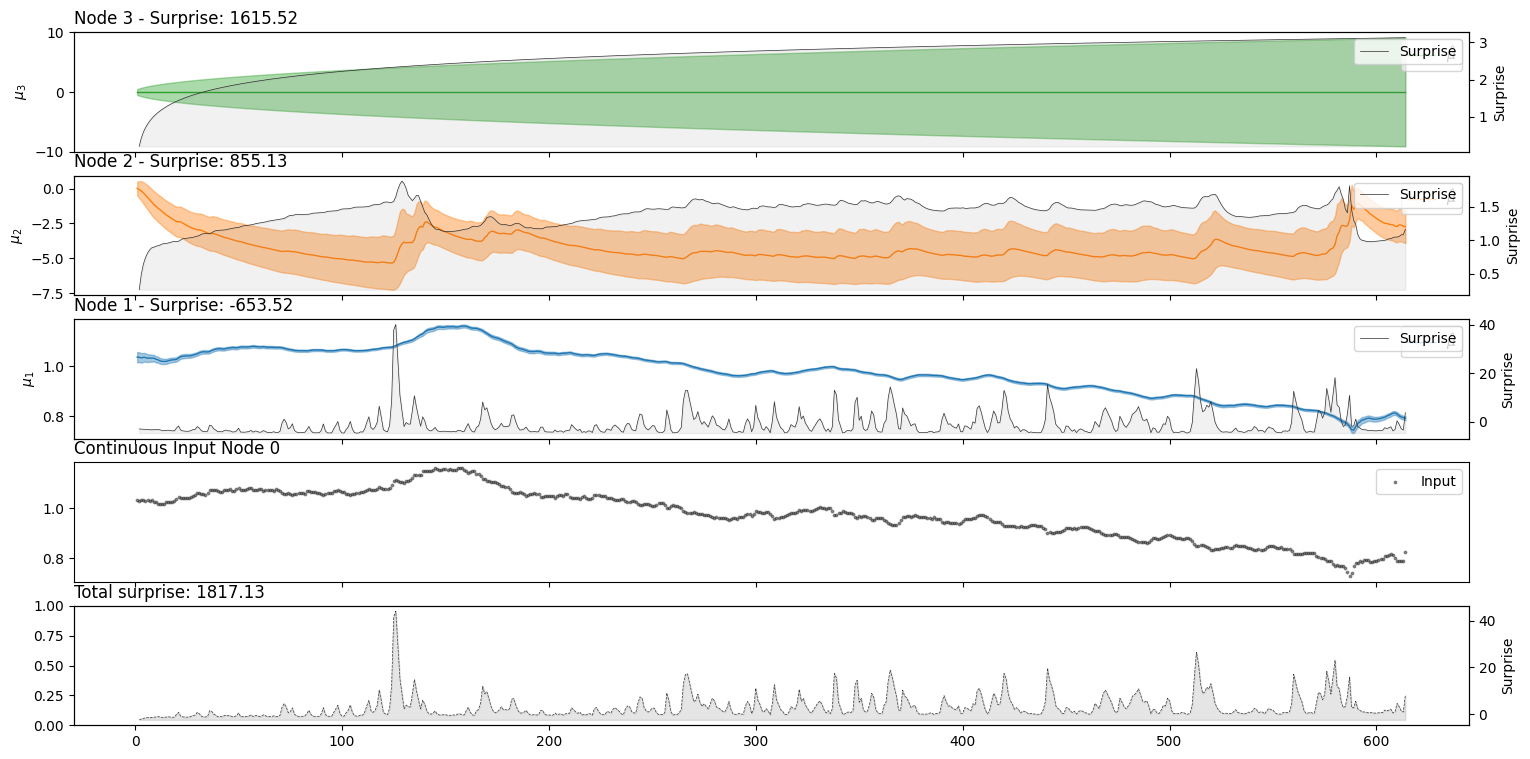 Node 3 - Surprise: 1615.52
10
0
−10
μ3
3
2
1
Surprise
Surprise
Node 2 - Surprise: 855.13
0.0
−2.5
−5.0
−7.5
μ2
1.5
1.0
0.5
Surprise
Surprise
Node 1 - Surprise: -653.52
1.0
0.8
μ1
40
20
0
Surprise
Surprise
Continuous Input Node 0
1.0
0.8
Input
Total surprise: 1817.13
1.00
0.75
0.50
0.25
0.00
40
20
0
Surprise
0 100 200 300 400 500 600